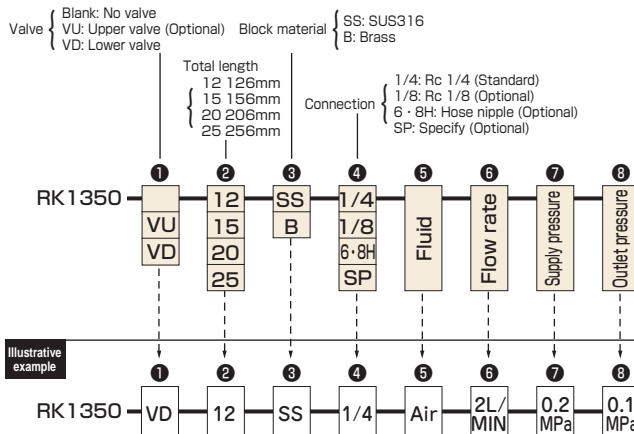 Valve
Blank: No valve
VU: Upper valve (Optional)
VD: Lower valve
Block material
SS: SUS316
B: Brass
Total length
12 126mm
15 156mm
20 206mm
25 256mm
Connection
1/4: Rc 1/4 (Standard)
1/8: Rc 1/8 (Optional)
6・8H: Hose nipple (Optional)
SP: Specify (Optional)
❶ ❷ ❸ ❹ ❺ ❻ ❼ ❽
RK1350 12 SS 1/4 Fluid Flow rate Supply pressure Outlet pressure
VU 15 B 1/8
VD 20 6・8H
25 SP
Illustrative example
❶ ❷ ❸ ❹ ❺ ❻ ❼ ❽
RK1350 VD 12 SS 1/4 Air 2L/MIN 0.2 MPa 0.1 MPa